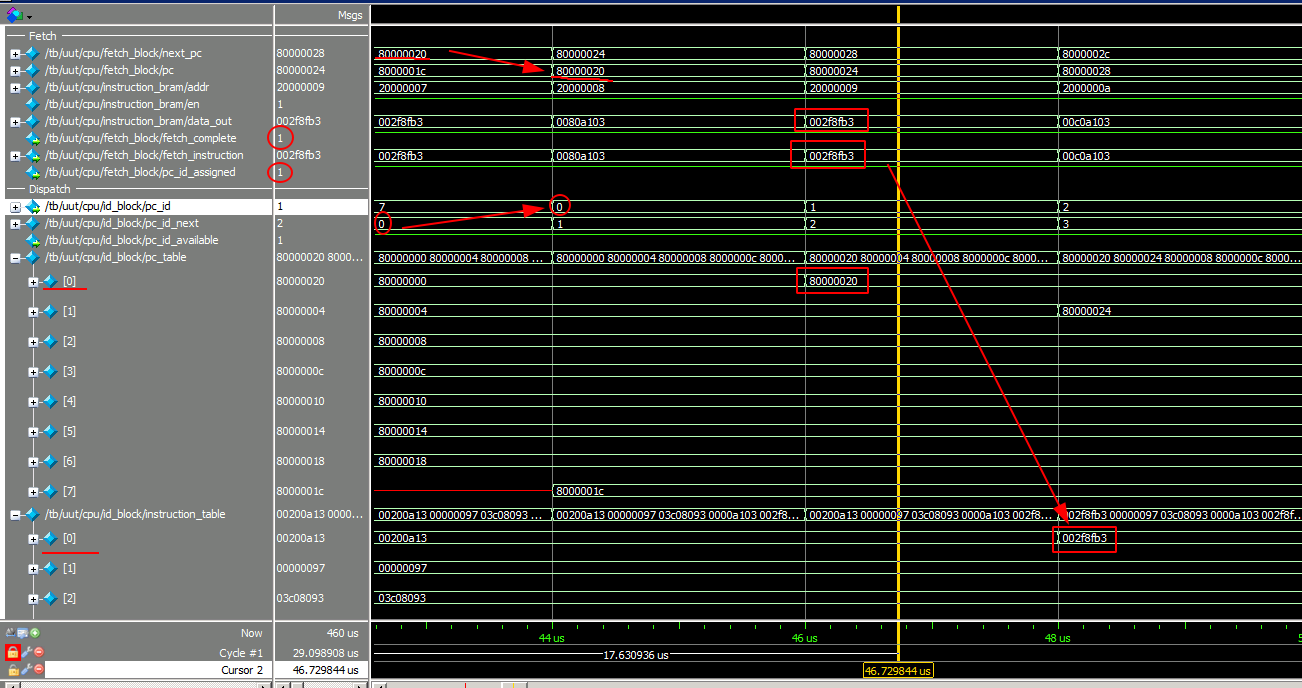 Msgs
Fetch
/tb/uut/cpu/fetch_block/next_pc 80000028 80000020 80000024 80000028 8000002c
/tb/uut/cpu/fetch_block/pc 80000024 8000001c 80000020 80000024 80000028
/tb/uut/cpu/instruction_bram/addr 20000009 20000007 20000008 20000009 2000000a
/tb/uut/cpu/instruction_bram/en 1
/tb/uut/cpu/instruction_bram/data_out 002f8fb3 002f8fb3 0080a103 002f8fb3 00c0a103
/tb/uut/cpu/fetch_block/fetch_complete 1
/tb/uut/cpu/fetch_block/fetch_instruction 002f8fb3 002f8fb3 0080a103 002f8fb3 00c0a103
/tb/uut/cpu/fetch_block/pc_id_assigned 1
Dispatch
/tb/uut/cpu/id_block/pc_id 1 7 0 1 2
/tb/uut/cpu/id_block/pc_id_next 2 0 1 2 3
/tb/uut/cpu/id_block/pc_id_available 1
/tb/uut/cpu/id_block/pc_table 80000020 8000... 80000000 80000004 80000008 ... 80000000 80000004 80000008 8000000c 8000... 80000020 80000004 80000008 8000000c 8000... 80000020 80000024 80000008 8000000c 8000...
[0] 80000020 80000000 80000020
[1] 80000004 80000004 80000024
[2] 80000008 80000008
[3] 8000000c 8000000c
[4] 80000010 80000010
[5] 80000014 80000014
[6] 80000018 80000018
[7] 8000001c 8000001c
/tb/uut/cpu/id_block/instruction_table 00200a13 0000... 00200a13 00000097 03c08093 ... 00200a13 00000097 03c08093 0000a103 002f8... 00200a13 00000097 03c08093 0000a103 002f8... 002f8fb3 00000097 03c08093 0000a103 002f8f...
[0] 00200a13 00200a13 002f8fb3
[1] 00000097 00000097
[2] 03c08093 03c08093
Now 460 us 44 us 46 us 48 us
Cycle #1 29.098908 us 17.630936 us
Cursor 2 46.729844 us 46.729844 us